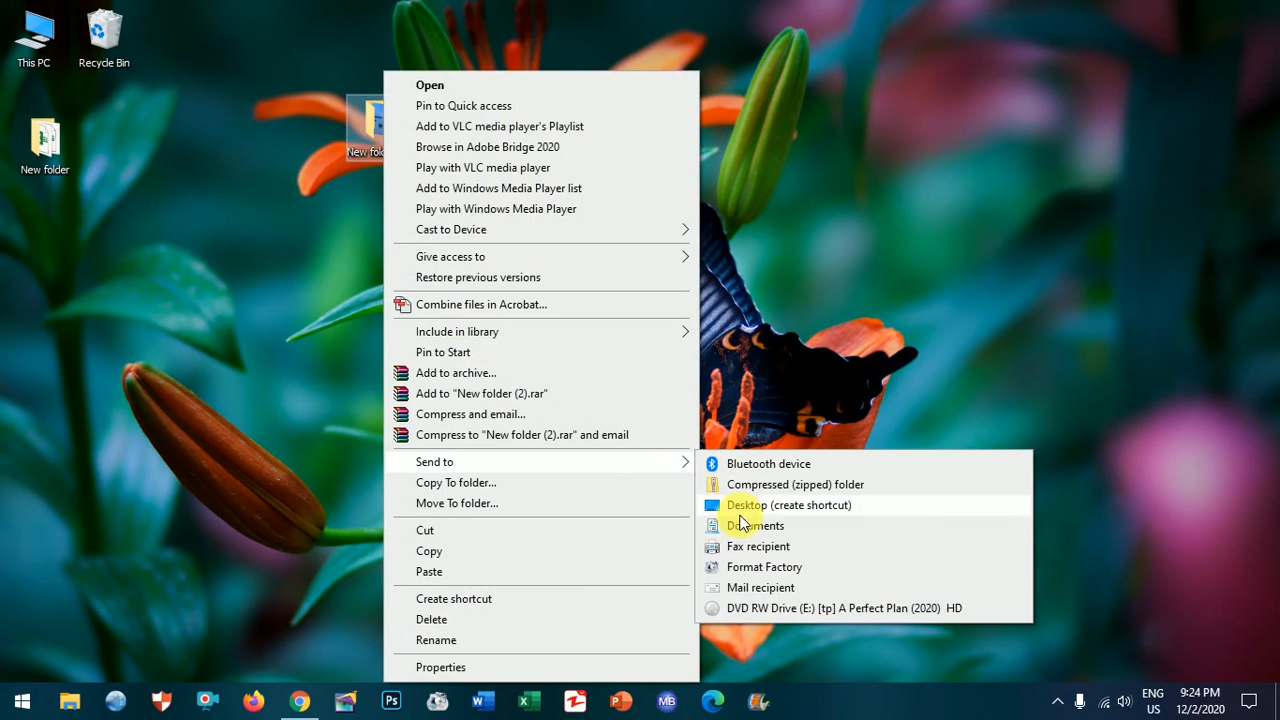 This PC
Recycle Bin
New folder
New fol
Open
Pin to Quick access
Add to VLC media player's Playlist
Browse in Adobe Bridge 2020
Play with VLC media player
Add to Windows Media Player list
Play with Windows Media Player
Cast to Device
Give access to
Restore previous versions
Combine files in Acrobat...
Include in library
Pin to Start
Add to archive...
Add to "New folder (2).rar"
Compress and email...
Compress to "New folder (2).rar" and email
Send to
Copy To folder...
Move To folder...
Cut
Copy
Paste
Create shortcut
Delete
Rename
Properties
Bluetooth device
Compressed (zipped) folder
Desktop (create shortcut)
Documents
Fax recipient
Format Factory
Mail recipient
DVD RW Drive (E:) [tp] A Perfect Plan (2020)  HD
Ps
MB
ENG
US
9:24 PM
12/2/2020